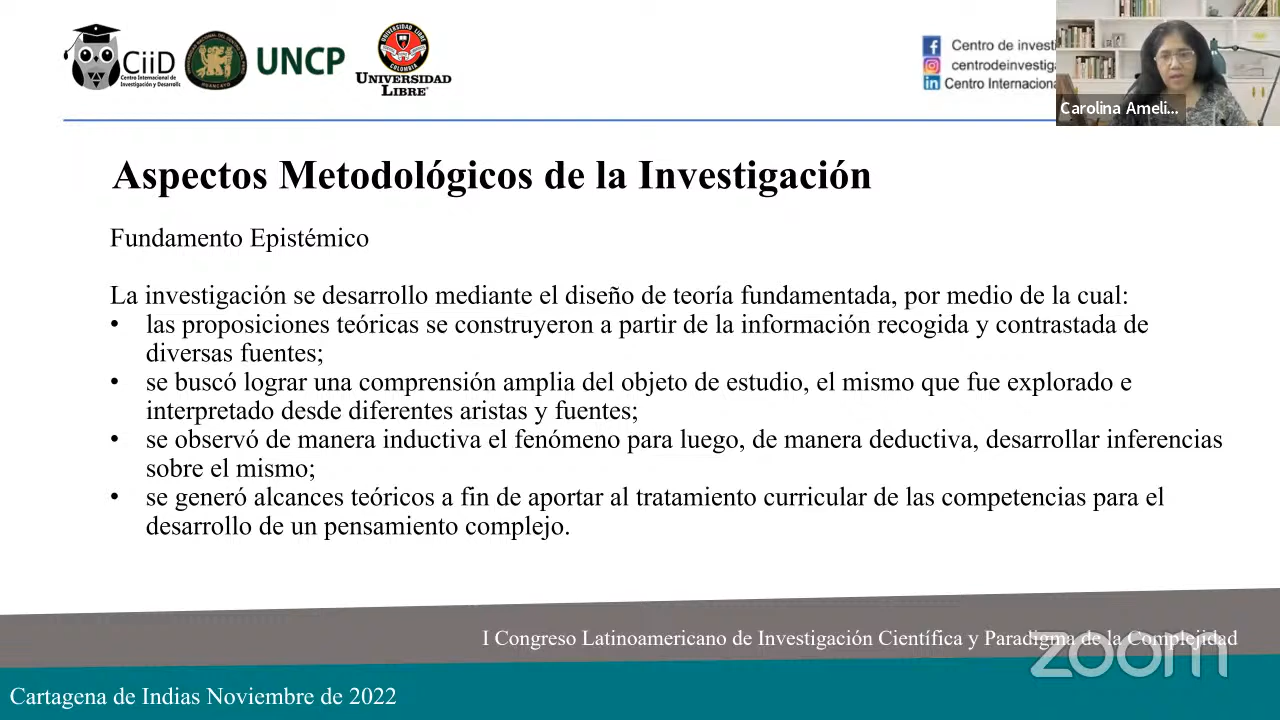 CiiD
Centro Internacional de
Investigación y Desarrollo
UNCP
UNIVERSIDAD
LIBRE
Centro de investi
centrodeinvestiga
Centro Internaciona
Carolina Ameli...
Aspectos Metodológicos de la Investigación
Fundamento Epistémico
La investigación se desarrollo mediante el diseño de teoría fundamentada, por medio de la cual:
• las proposiciones teóricas se construyeron a partir de la información recogida y contrastada de
diversas fuentes;
• se buscó lograr una comprensión amplia del objeto de estudio, el mismo que fue explorado e
interpretado desde diferentes aristas y fuentes;
• se observó de manera inductiva el fenómeno para luego, de manera deductiva, desarrollar inferencias
sobre el mismo;
• se generó alcances teóricos a fin de aportar al tratamiento curricular de las competencias para el
desarrollo de un pensamiento complejo.
I Congreso Latinoamericano de Investigación Científica y Paradigma de la Complejidad
zoom
Cartagena de Indias Noviembre de 2022